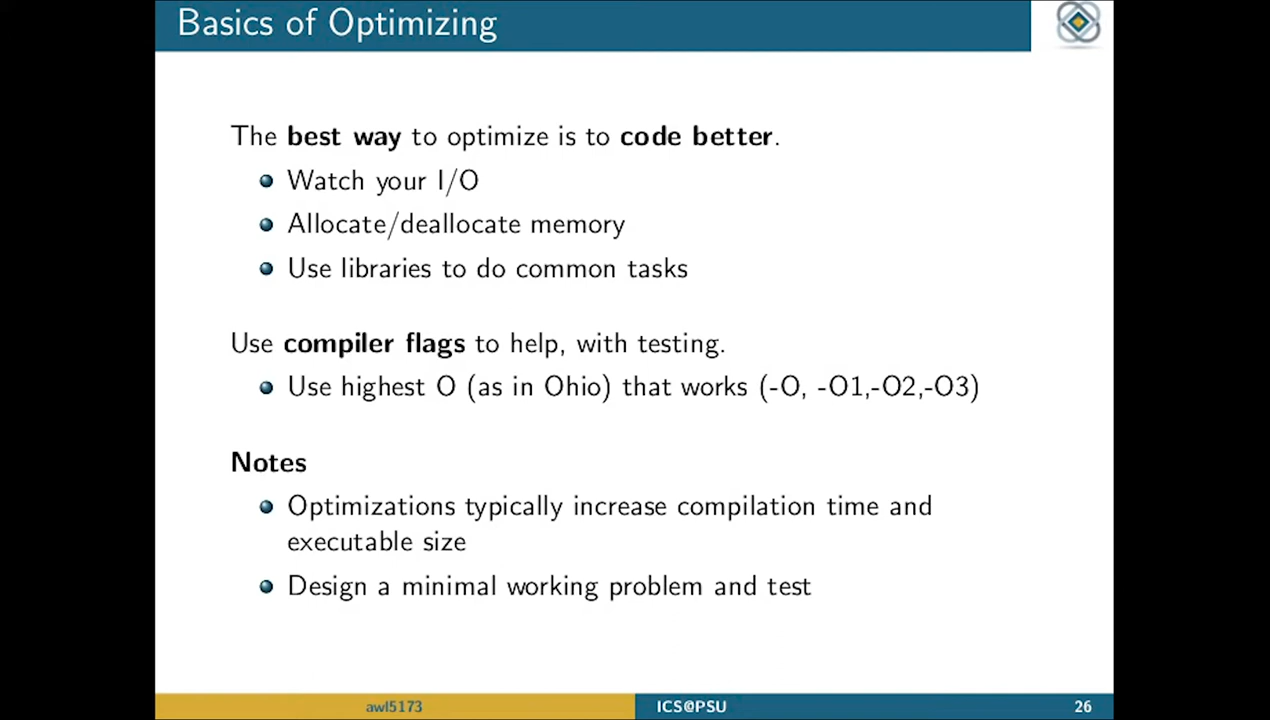 Basics of Optimizing
The best way to optimize is to code better.
Watch your I/O
Allocate/deallocate memory
Use libraries to do common tasks
Use compiler flags to help, with testing.
Use highest O (as in Ohio) that works (-O, -O1,-O2,-O3)
Notes
Optimizations typically increase compilation time and
executable size
Design a minimal working problem and test
awl5173
ICS@PSU
26